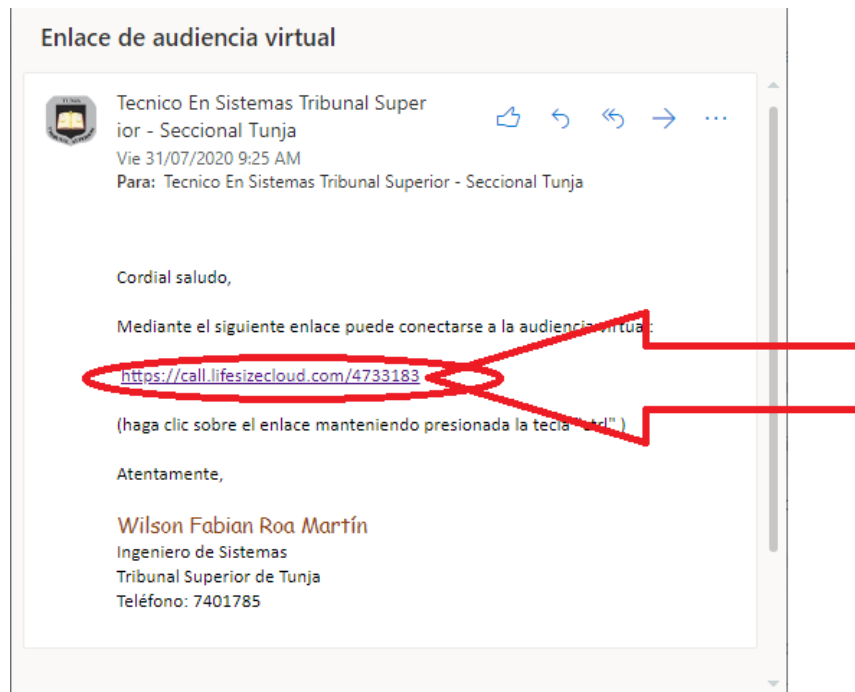 Enlace de audiencia virtual
Tecnico En Sistemas Tribunal Super
ior - Seccional Tunja
Vie 31/07/2020 9:25 AM
Para: Tecnico En Sistemas Tribunal Superior - Seccional Tunja
Cordial saludo,
Mediante el siguiente enlace puede conectarse a la audiencia virtual:
https://call.lifesizecloud.com/4733183
(haga clic sobre el enlace manteniendo presionada la tecla "ctrl" )
Atentamente,
Wilson Fabian Roa Martín
Ingeniero de Sistemas
Tribunal Superior de Tunja
Teléfono: 7401785